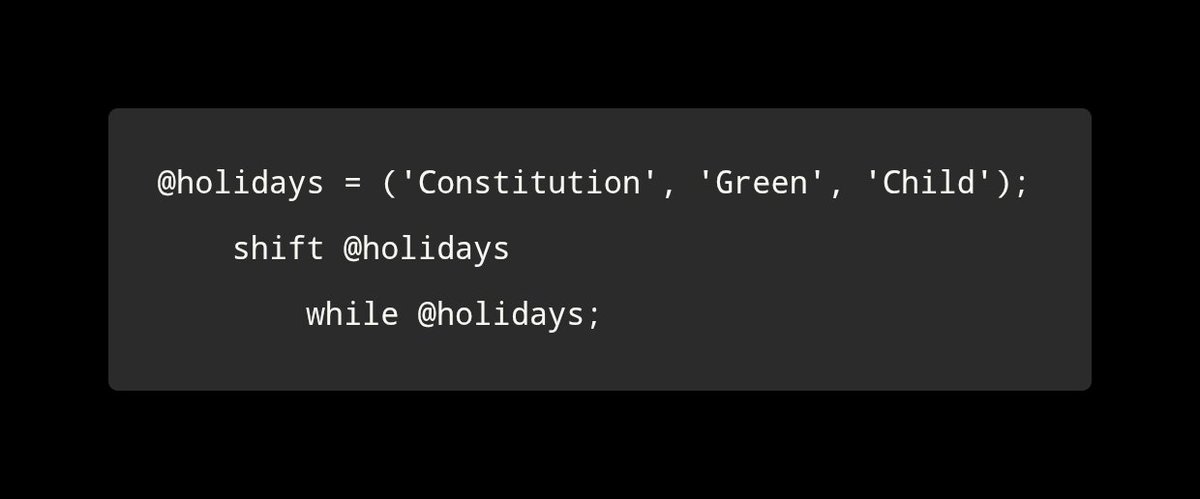 @holidays = ('Constitution', 'Green', 'Child');
shift @holidays
while @holidays;